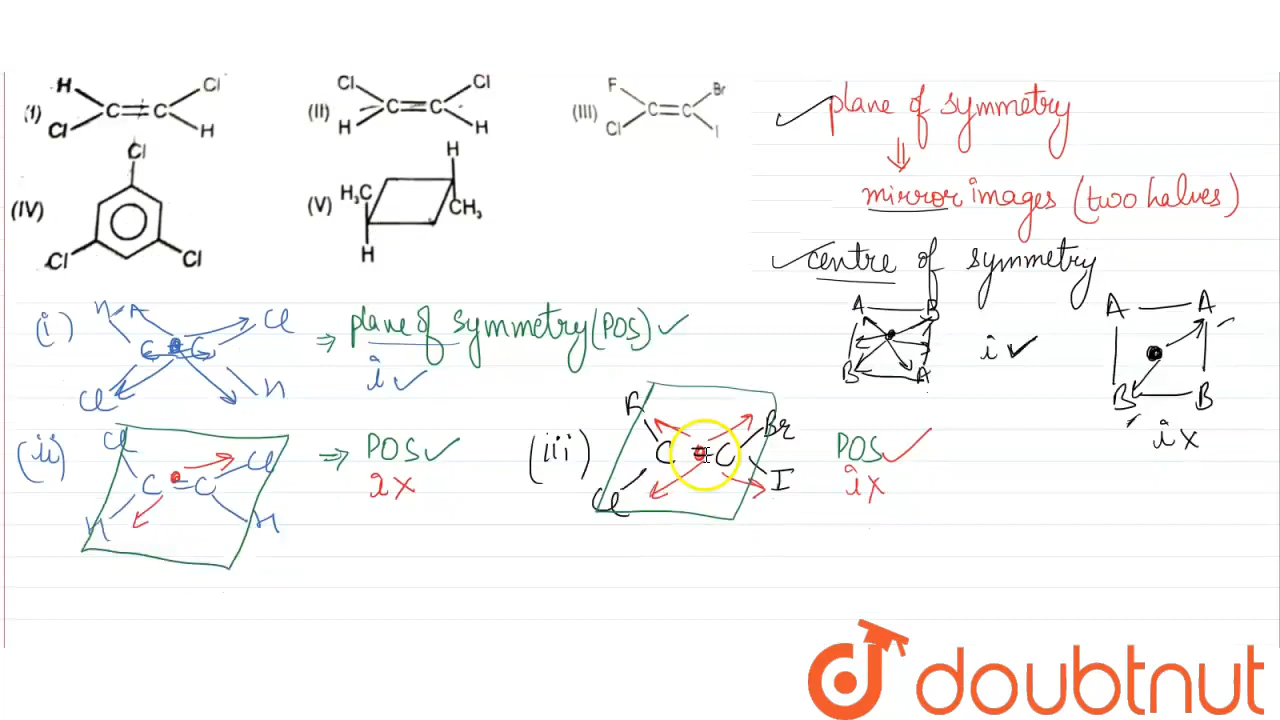 H Cl
(I) C=C
Cl H
Cl Cl
(II) C=C
H H
F Br
(III) C=C
Cl I
Cl
(IV)
Cl Cl
H
(V) H₃C
CH₃
H
plane of symmetry
⇓
mirror images (two halves)
centre of symmetry
A B
B A
i ✓
A A
B B
i X
(i) H Cl
C = C
Cl H
⇒ plane of symmetry (POS) ✓
i ✓
(ii) Cl Cl
C = C
H H
⇒ POS ✓
i X
(iii) F Br
C = C
Cl I
POS ✓
i X
doubtnut